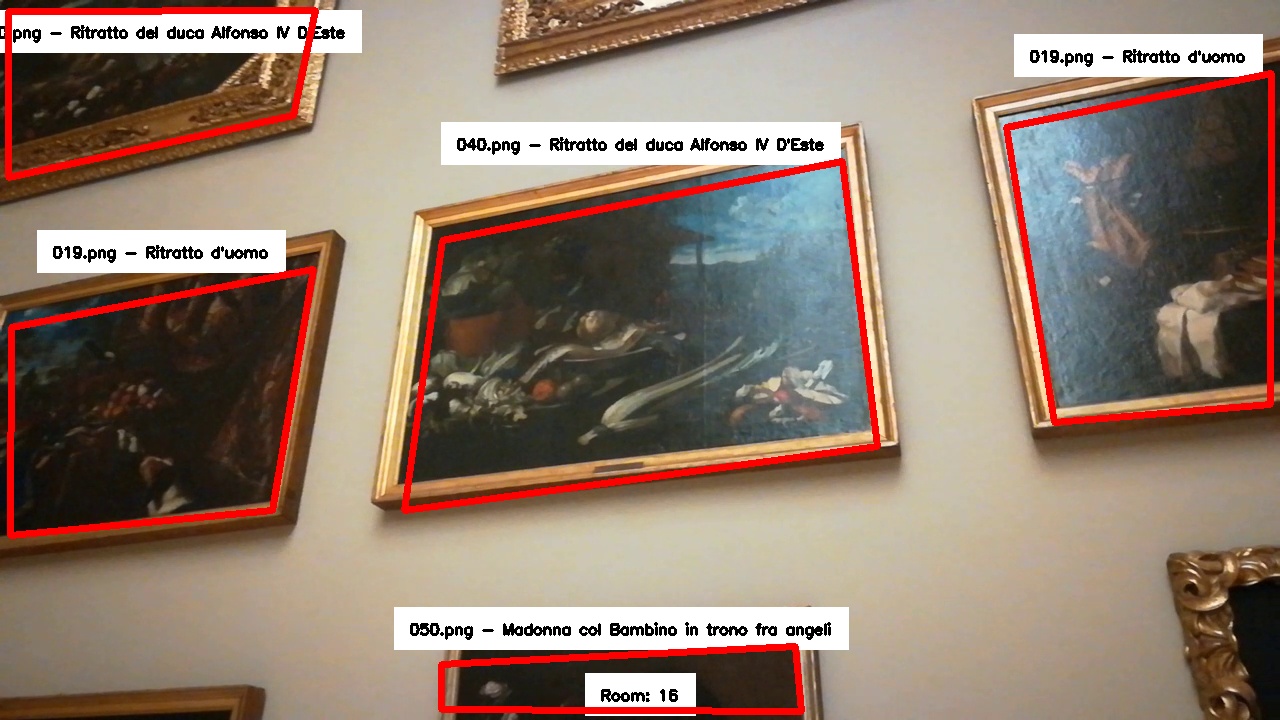 .png - Ritratto del duca Alfonso IV D'Este
019.png - Ritratto d'uomo
040.png - Ritratto del duca Alfonso IV D'Este
019.png - Ritratto d'uomo
050.png - Madonna col Bambino in trono fra angeli
Room: 16